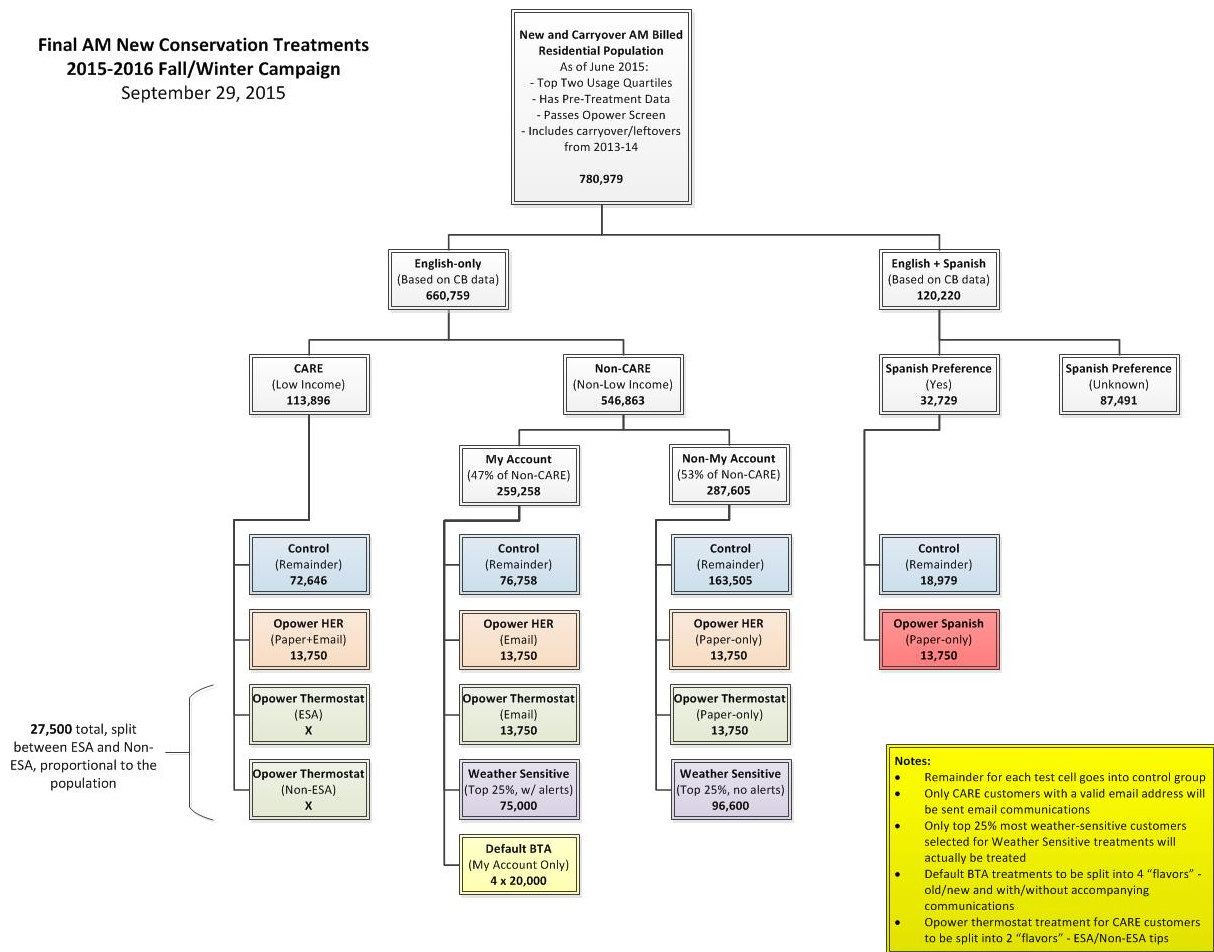 Final AM New Conservation Treatments
2015-2016 Fall/Winter Campaign
September 29, 2015
New and Carryover AM Billed
Residential Population
As of June 2015:
- Top Two Usage Quartiles
- Has Pre-Treatment Data
- Passes Opower Screen
- Includes carryover/leftovers
from 2013-14
780,979
English-only
(Based on CB data)
660,759
English + Spanish
(Based on CB data)
120,220
CARE
(Low Income)
113,896
Non-CARE
(Non-Low Income)
546,863
Spanish Preference
(Yes)
32,729
Spanish Preference
(Unknown)
87,491
My Account
(47% of Non-CARE)
259,258
Non-My Account
(53% of Non-CARE)
287,605
Control
(Remainder)
72,646
Control
(Remainder)
76,758
Control
(Remainder)
163,505
Control
(Remainder)
18,979
Opower HER
(Paper+Email)
13,750
Opower HER
(Email)
13,750
Opower HER
(Paper-only)
13,750
Opower Spanish
(Paper-only)
13,750
27,500 total, split
between ESA and Non-
ESA, proportional to the
population
Opower Thermostat
(ESA)
X
Opower Thermostat
(Email)
13,750
Opower Thermostat
(Paper-only)
13,750
Opower Thermostat
(Non-ESA)
X
Weather Sensitive
(Top 25%, w/ alerts)
75,000
Weather Sensitive
(Top 25%, no alerts)
96,600
Default BTA
(My Account Only)
4 x 20,000
Notes:
• Remainder for each test cell goes into control group
• Only CARE customers with a valid email address will
be sent email communications
• Only top 25% most weather-sensitive customers
selected for Weather Sensitive treatments will
actually be treated
• Default BTA treatments to be split into 4 “flavors” -
old/new and with/without accompanying
communications
• Opower thermostat treatment for CARE customers
to be split into 2 “flavors” - ESA/Non-ESA tips